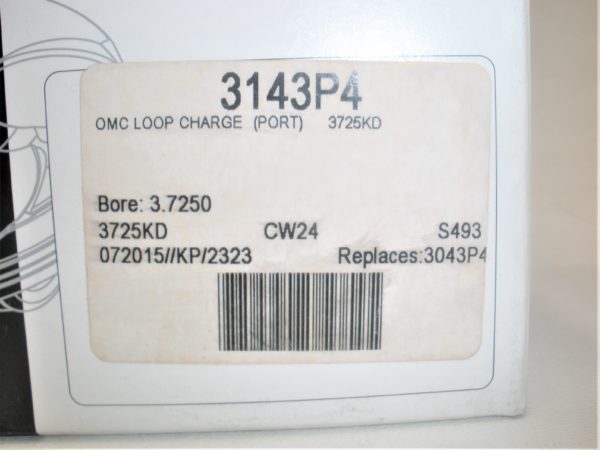 3143P4
OMC LOOP CHARGE (PORT) 3725KD
Bore: 3.7250
3725KD CW24 S493
072015//KP/2323 Replaces:3043P4